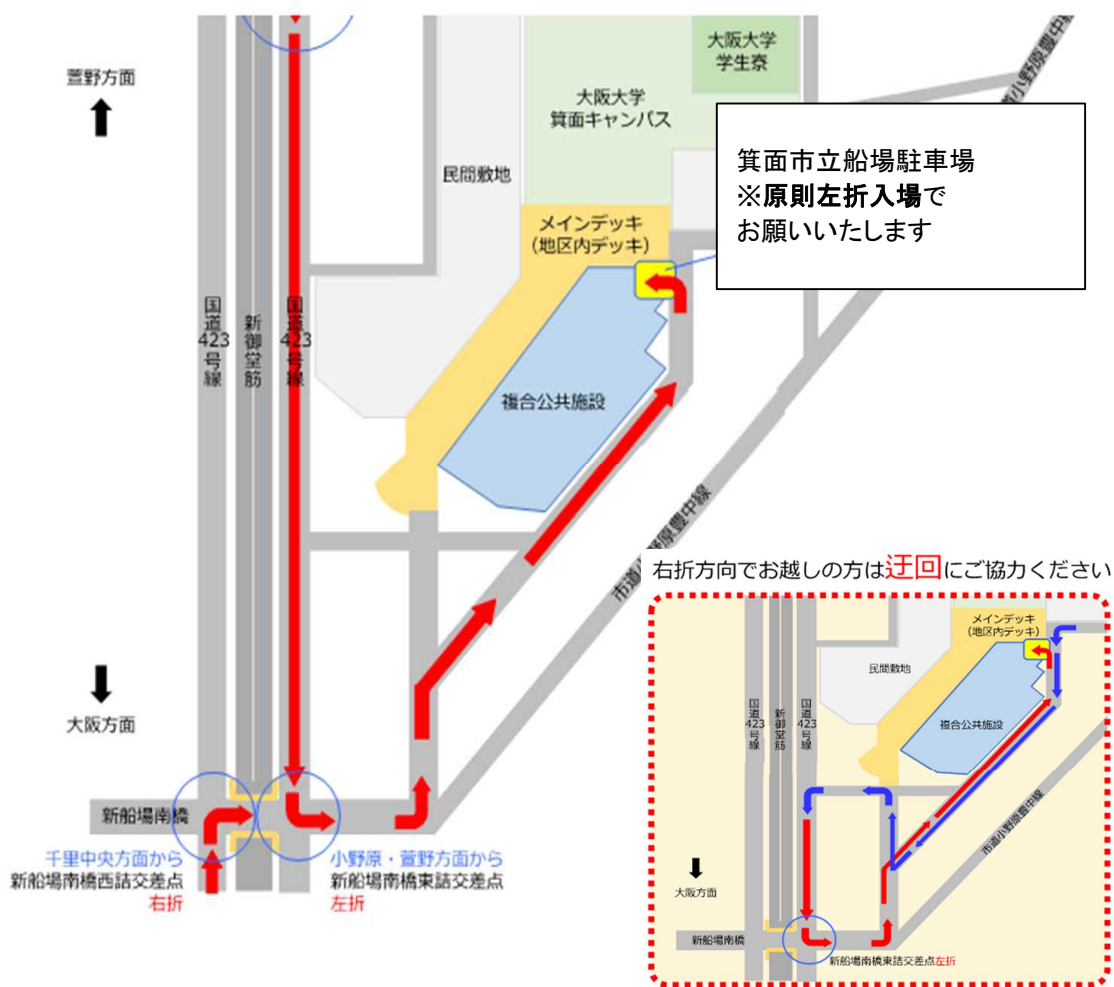 大阪大学
学生寮
市道小野原豊中線
萱野方面
大阪大学
箕面キャンパス
箕面市立船場駐車場
※原則左折入場で
お願いいたします
民間敷地
メインデッキ
(地区内デッキ)
国道423号線
新御堂筋
国道423号線
複合公共施設
市道小野原豊中線
大阪方面
新船場南橋
千里中央方面から
新船場南橋西詰交差点
右折
小野原・萱野方面から
新船場南橋東詰交差点
左折
右折方向でお越しの方は迂回にご協力ください
メインデッキ
(地区内デッキ)
民間敷地
国道423号線
新御堂筋
国道423号線
複合公共施設
市道小野原豊中線
大阪方面
新船場南橋
新船場南橋東詰交差点左折